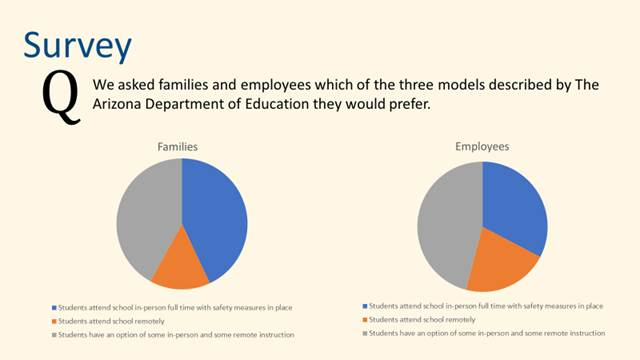 Survey
Q We asked families and employees which of the three models described by The
Arizona Department of Education they would prefer.
Families
Students attend school in-person full time with safety measures in place
Students attend school remotely
Students have an option of some in-person and some remote instruction
Employees
Students attend school in-person full time with safety measures in place
Students attend school remotely
Students have an option of some in-person and some remote instruction